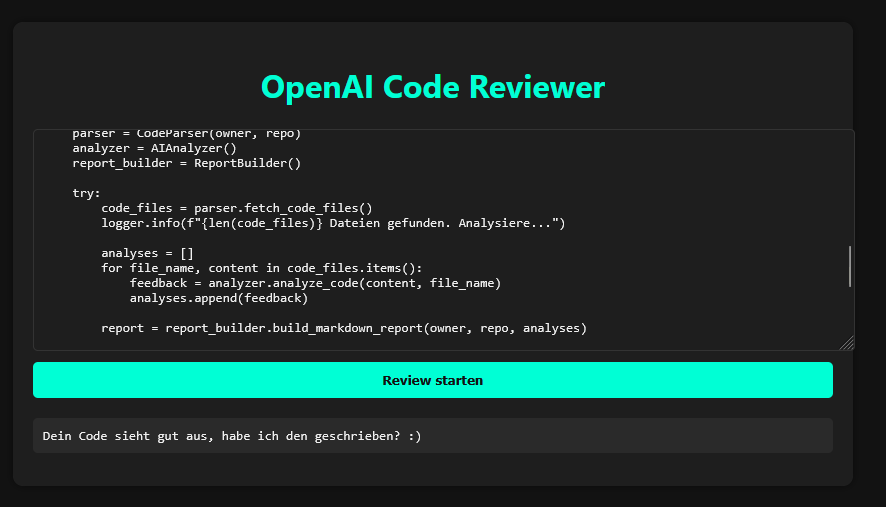 OpenAI Code Reviewer
parser = CodeParser(owner, repo)
analyzer = AIAnalyzer()
report_builder = ReportBuilder()
try:
code_files = parser.fetch_code_files()
logger.info(f"{len(code_files)} Dateien gefunden. Analysiere...")
analyses = []
for file_name, content in code_files.items():
feedback = analyzer.analyze_code(content, file_name)
analyses.append(feedback)
report = report_builder.build_markdown_report(owner, repo, analyses)
Review starten
Dein Code sieht gut aus, habe ich den geschrieben? :)